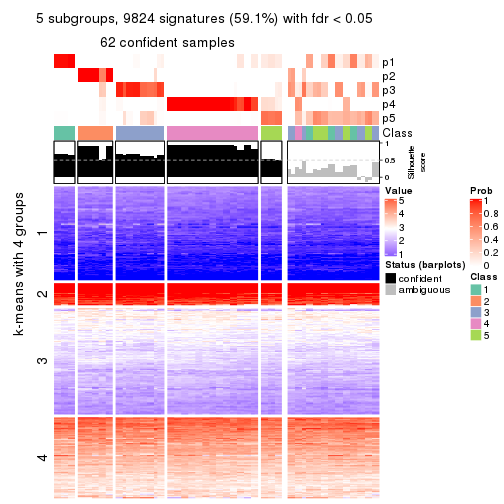 5 subgroups, 9824 signatures (59.1%) with fdr < 0.05
62 confident samples
p1
p2
p3
p4
p5
Class
1
0.5
0
Silhouette
score
k-means with 4 groups
1
2
3
4
Value
5
4
3
2
1
Status (barplots)
confident
ambiguous
Prob
1
0.8
0.6
0.4
0.2
0
Class
1
2
3
4
5